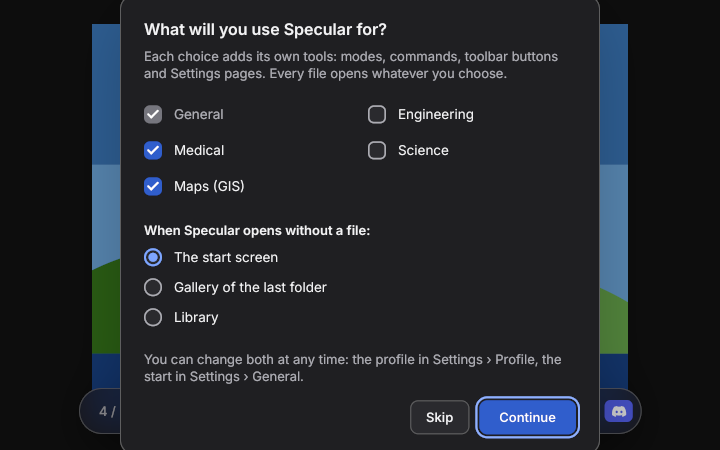 What will you use Specular for?
Each choice adds its own tools: modes, commands, toolbar buttons
and Settings pages. Every file opens whatever you choose.
General
Engineering
Medical
Science
Maps (GIS)
When Specular opens without a file:
The start screen
Gallery of the last folder
Library
You can change both at any time: the profile in Settings › Profile, the
start in Settings › General.
4 /
Skip
Continue